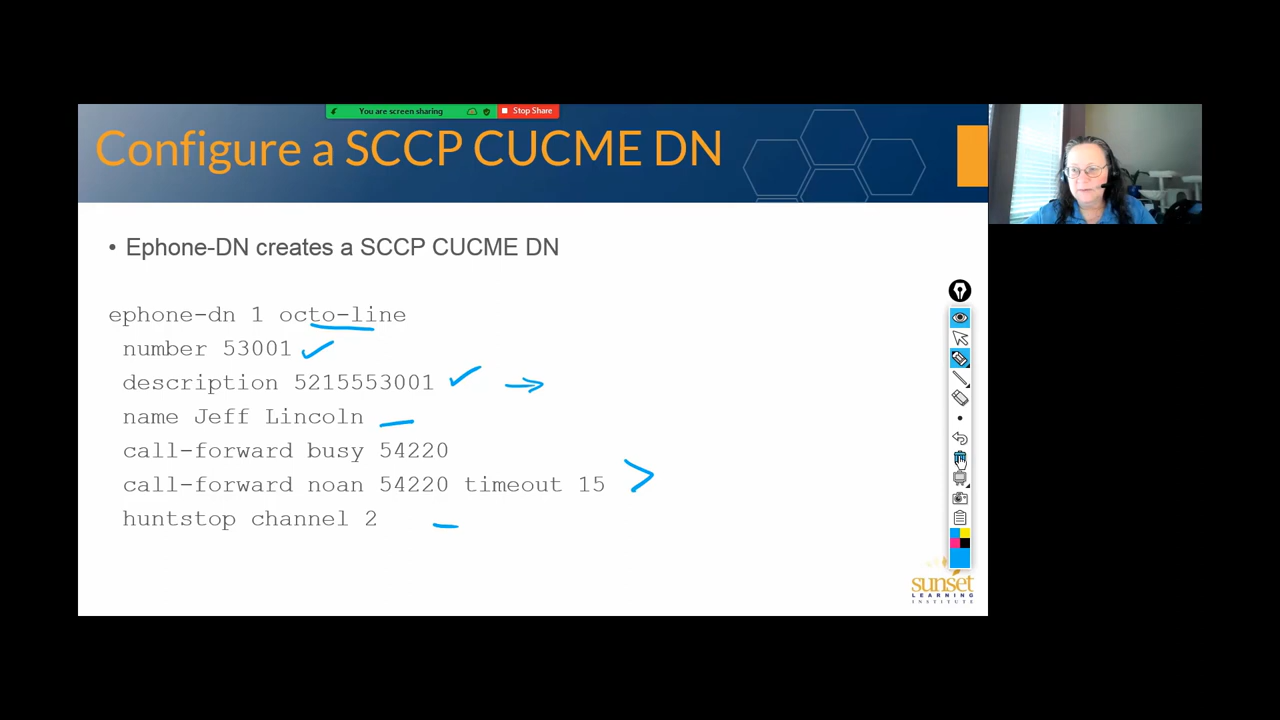 You are screen sharing
Stop Share
Configure a SCCP CUCME DN
• Ephone-DN creates a SCCP CUCME DN
ephone-dn 1 octo-line
number 53001
description 5215553001
name Jeff Lincoln
call-forward busy 54220
call-forward noan 54220 timeout 15
huntstop channel 2
sunset
LEARNING
INSTITUTE